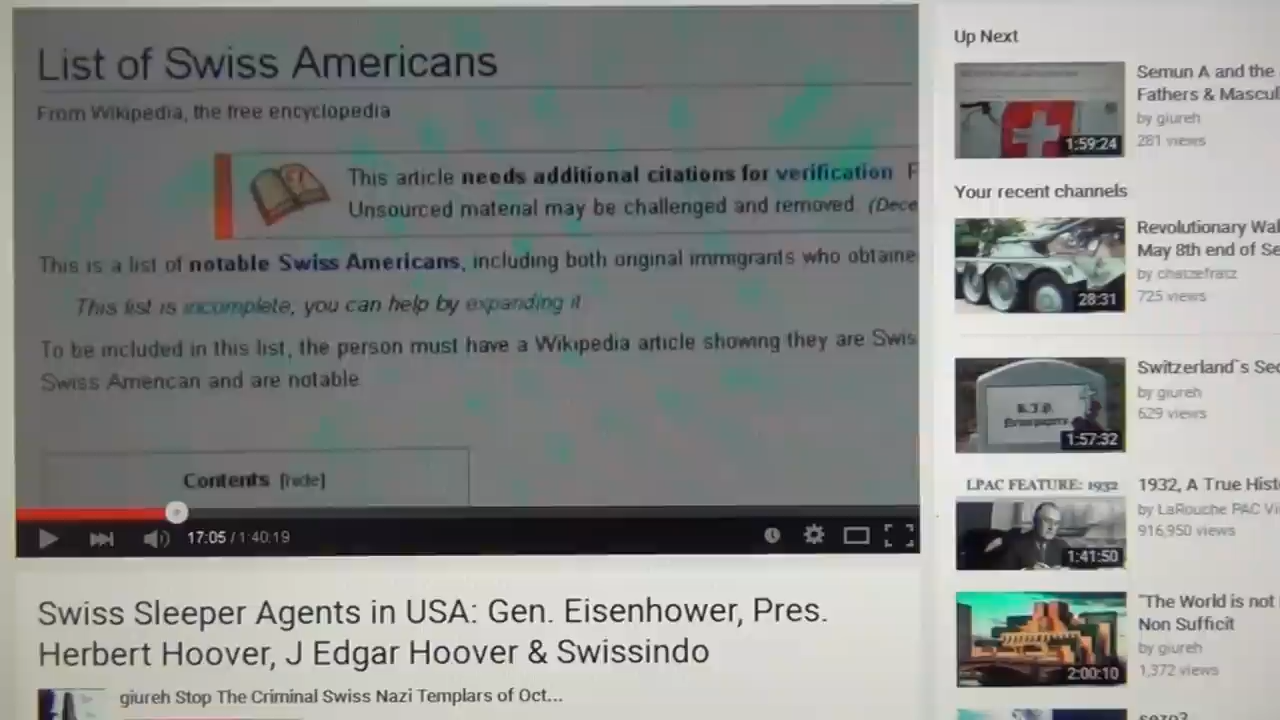 List of Swiss Americans
From Wikipedia, the free encyclopedia
This article needs additional citations for verification F
Unsourced material may be challenged and removed. (Dece
This is a list of notable Swiss Americans, including both original immigrants who obtaine
This list is incomplete, you can help by expanding it
To be included in this list, the person must have a Wikipedia article showing they are Swis
Swiss American and are notable
Contents [hide]
17:05 / 1:40:19
Swiss Sleeper Agents in USA: Gen. Eisenhower, Pres.
Herbert Hoover, J Edgar Hoover & Swissindo
giureh Stop The Criminal Swiss Nazi Templars of Oct...
Up Next
Semun A and the
Fathers & Mascul
by giureh
281 views
1:59:24
Your recent channels
Revolutionary Wa
May 8th end of Se
by chatzefratz
725 views
28:31
Switzerland`s Sec
by giureh
629 views
R.I.P.
1:57:32
LPAC FEATURE: 1932
1932, A True Hist
by LaRouche PAC Vi
916,950 views
1:41:50
"The World is not
Non Sufficit
by giureh
1,372 views
2:00:10